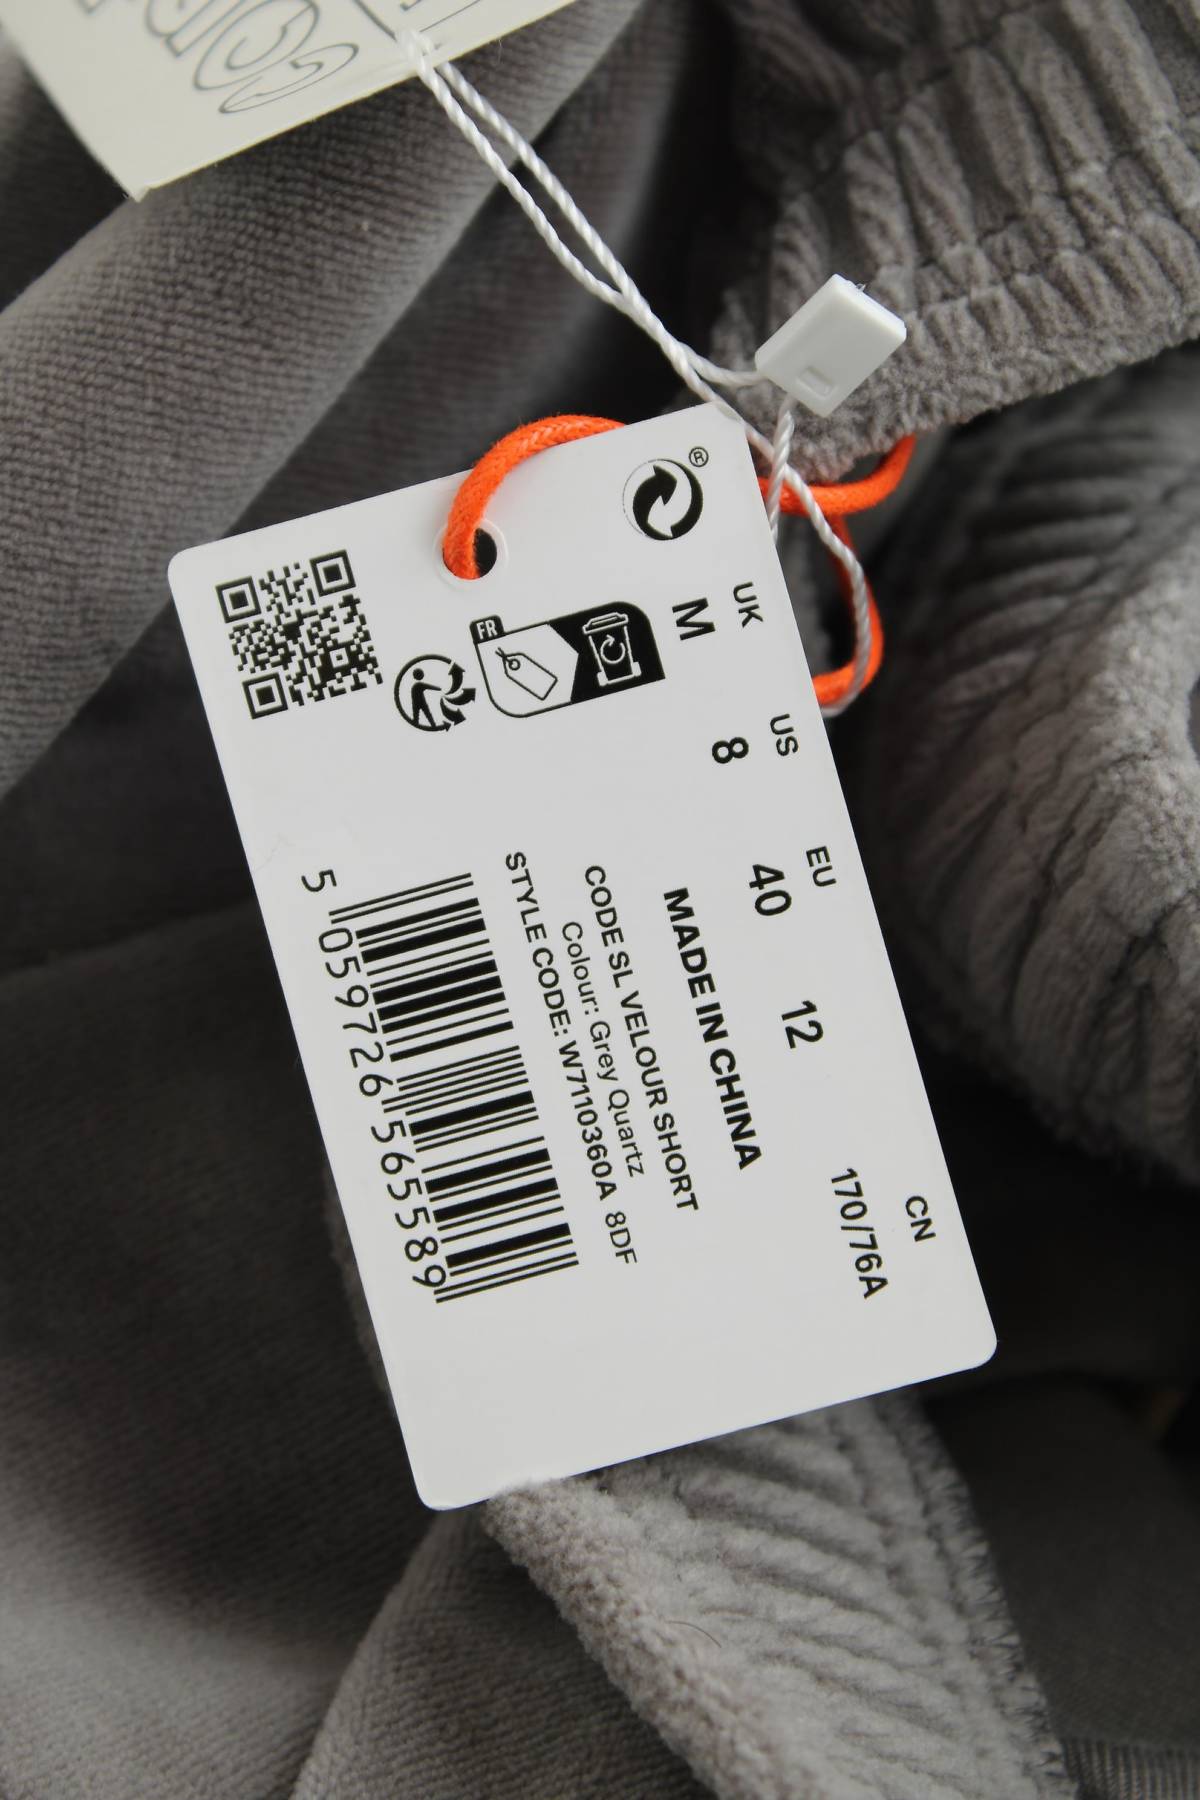 UK US EU CN
M 8 40 12 170/76A
MADE IN CHINA
CODE SL VELOUR SHORT
Colour: Grey Quartz
STYLE CODE: W7110360A 8DF
5 059726 565589
FR
®